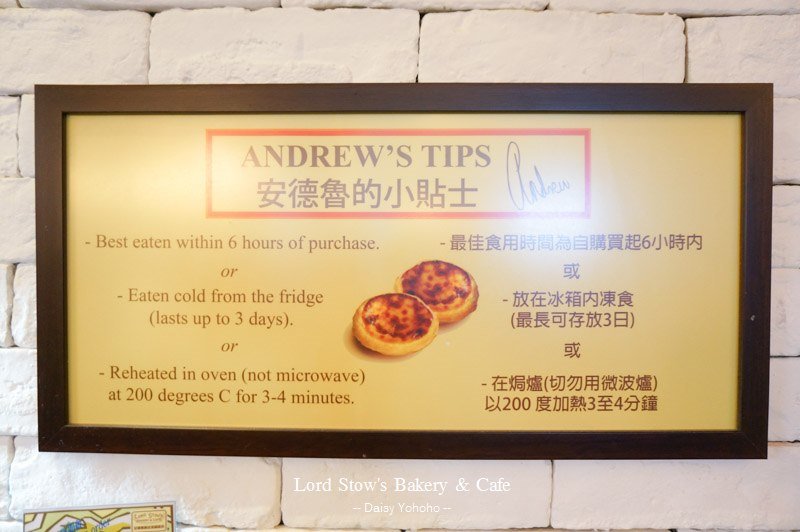 ANDREW'S TIPS
安德魯的小貼士
Andrew
- Best eaten within 6 hours of purchase.
or
- Eaten cold from the fridge
(lasts up to 3 days).
or
- Reheated in oven (not microwave)
at 200 degrees C for 3-4 minutes.
- 最佳食用時間為自購買起6小時內
或
- 放在冰箱內凍食
(最長可存放3日)
或
- 在焗爐(切勿用微波爐)
以200 度加熱3至4分鐘
Lord Stow's Bakery & Cafe
─ Daisy Yohoho ─